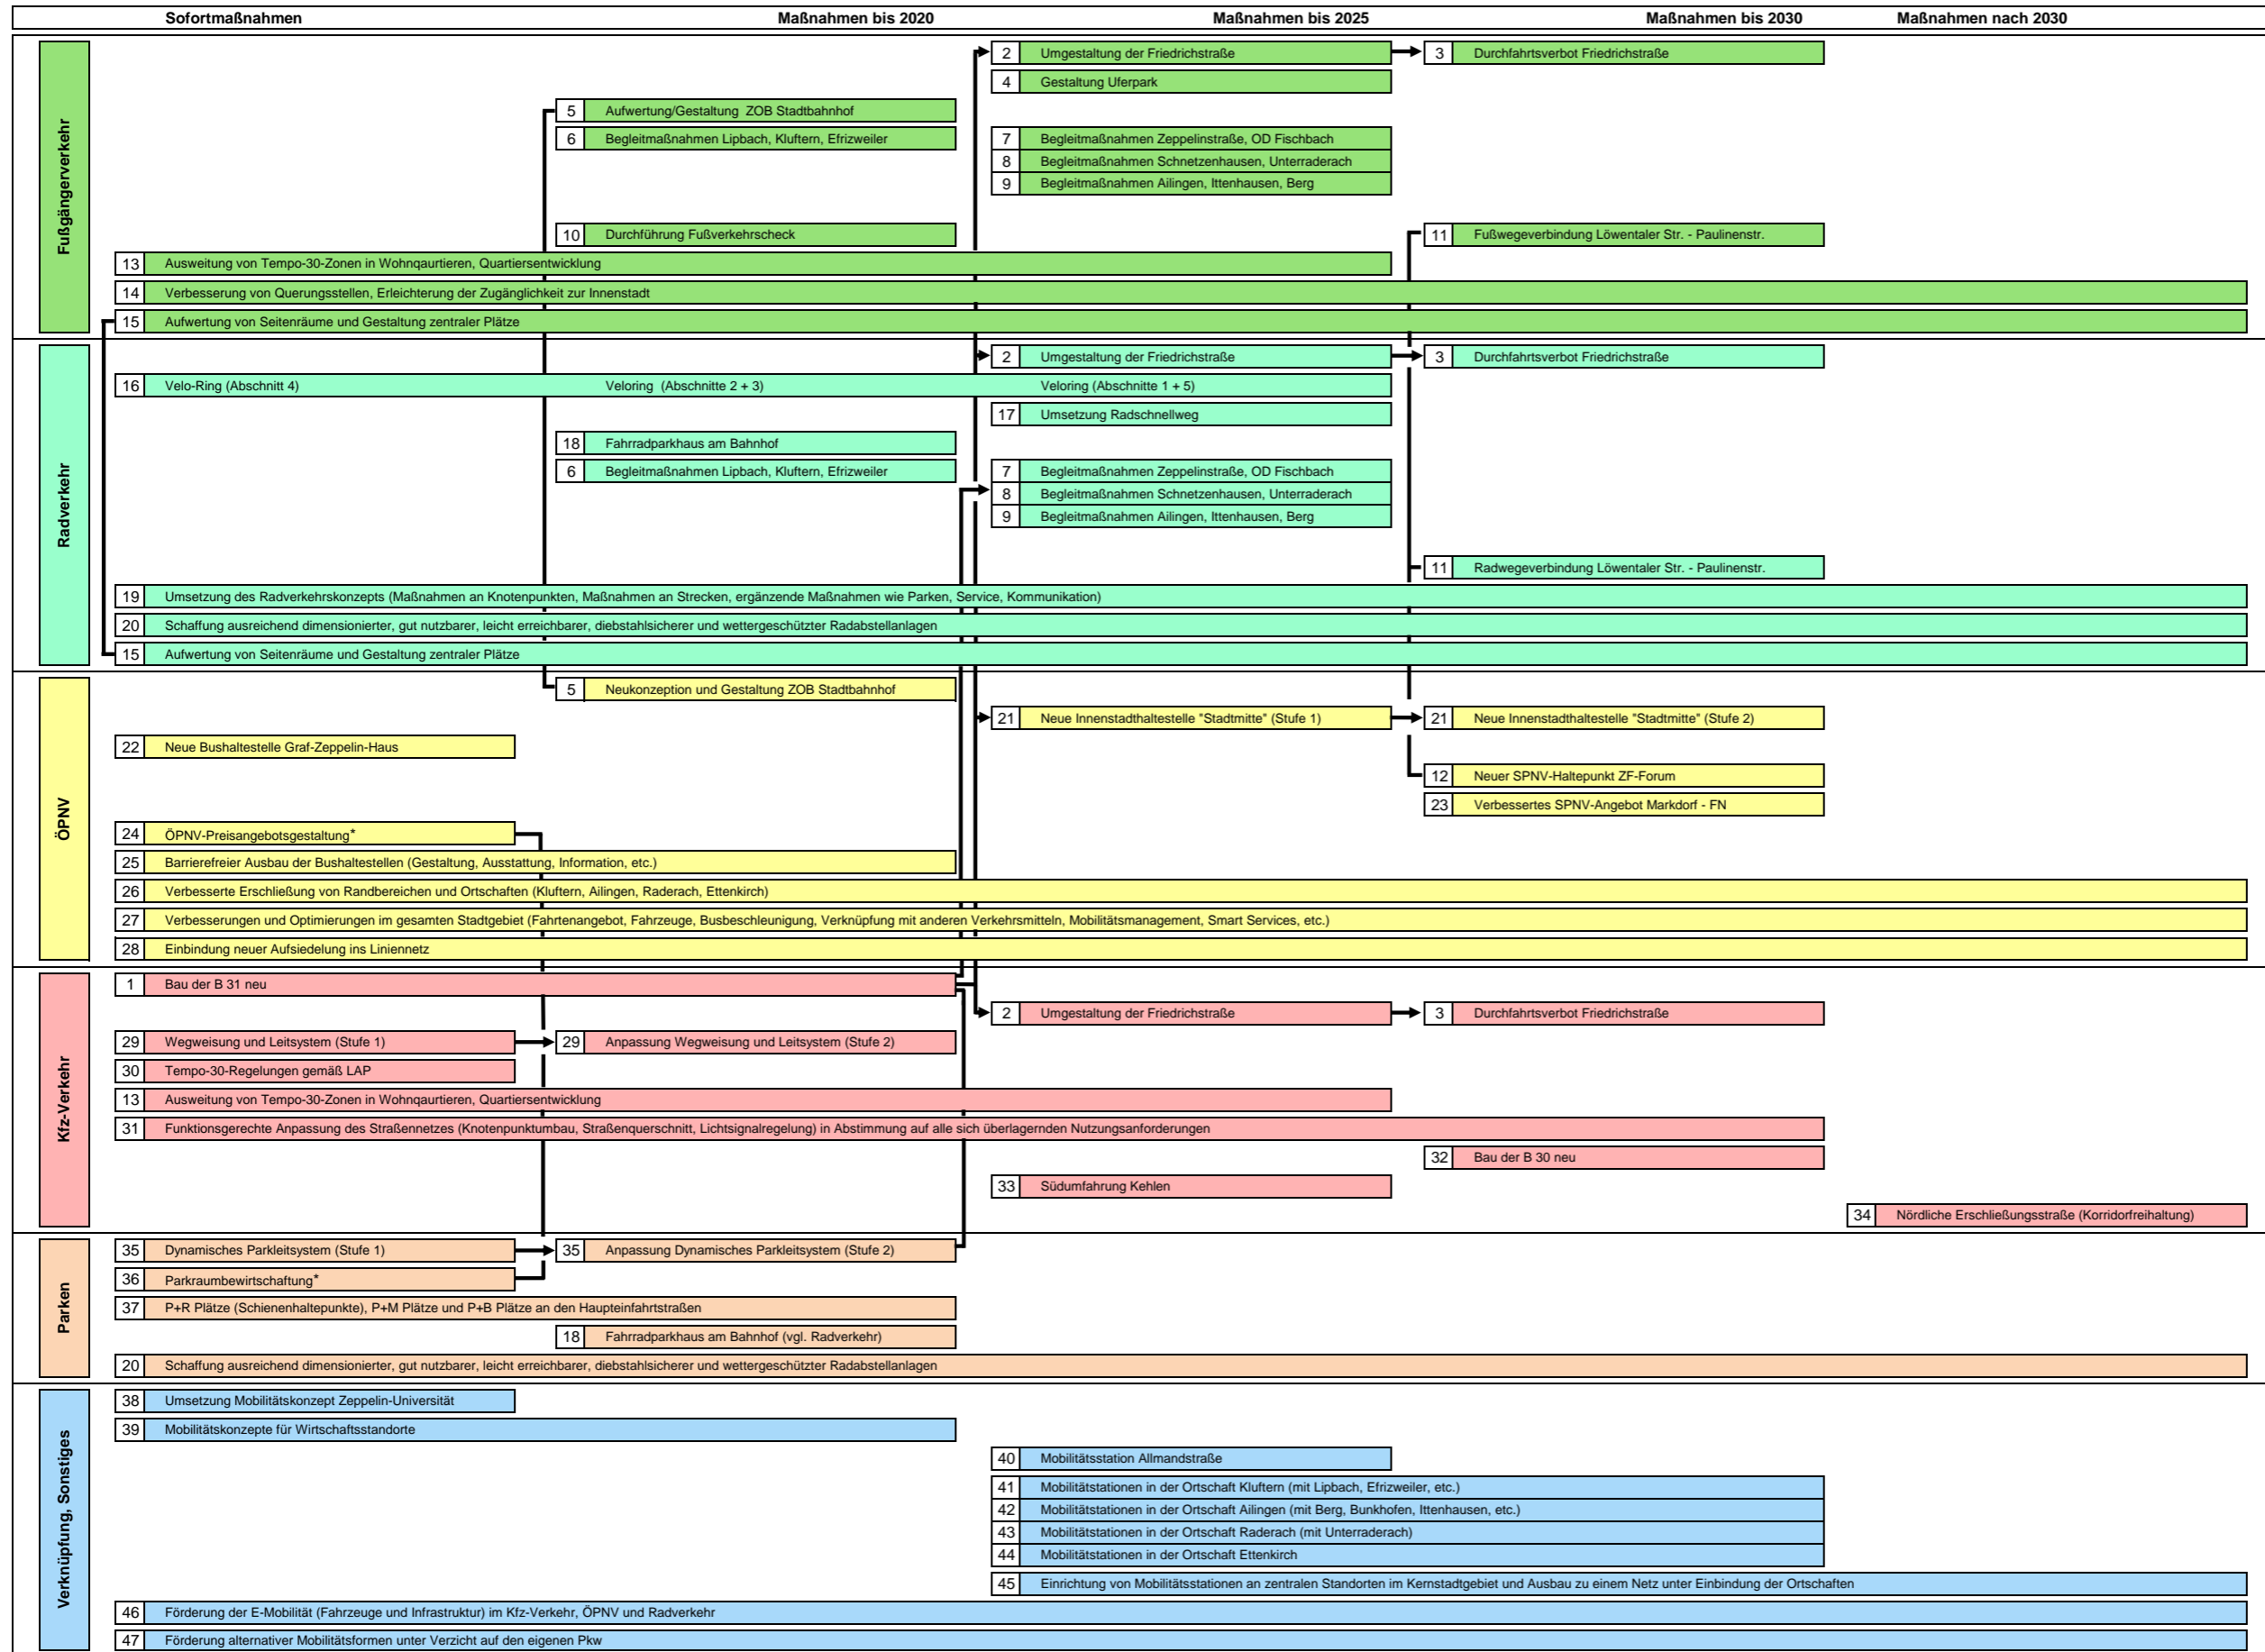 Sofortmaßnahmen Maßnahmen bis 2020 Maßnahmen bis 2025 Maßnahmen bis 2030 Maßnahmen nach 2030
Fußgängerverkehr
2 Umgestaltung der Friedrichstraße 3 Durchfahrtsverbot Friedrichstraße
4 Gestaltung Uferpark
5 Aufwertung/Gestaltung ZOB Stadtbahnhof
6 Begleitmaßnahmen Lipbach, Kluftern, Efrizweiler 7 Begleitmaßnahmen Zeppelinstraße, OD Fischbach
8 Begleitmaßnahmen Schnetzenhausen, Unterraderach
9 Begleitmaßnahmen Ailingen, Ittenhausen, Berg
10 Durchführung Fußverkehrscheck 11 Fußwegeverbindung Löwentaler Str. - Paulinenstr.
13 Ausweitung von Tempo-30-Zonen in Wohnqaurtieren, Quartiersentwicklung
14 Verbesserung von Querungsstellen, Erleichterung der Zugänglichkeit zur Innenstadt
15 Aufwertung von Seitenräume und Gestaltung zentraler Plätze
Radverkehr
2 Umgestaltung der Friedrichstraße 3 Durchfahrtsverbot Friedrichstraße
16 Velo-Ring (Abschnitt 4) Veloring (Abschnitte 2 + 3) Veloring (Abschnitte 1 + 5)
17 Umsetzung Radschnellweg
18 Fahrradparkhaus am Bahnhof
6 Begleitmaßnahmen Lipbach, Kluftern, Efrizweiler 7 Begleitmaßnahmen Zeppelinstraße, OD Fischbach
8 Begleitmaßnahmen Schnetzenhausen, Unterraderach
9 Begleitmaßnahmen Ailingen, Ittenhausen, Berg
11 Radwegeverbindung Löwentaler Str. - Paulinenstr.
19 Umsetzung des Radverkehrskonzepts (Maßnahmen an Knotenpunkten, Maßnahmen an Strecken, ergänzende Maßnahmen wie Parken, Service, Kommunikation)
20 Schaffung ausreichend dimensionierter, gut nutzbarer, leicht erreichbarer, diebstahlsicherer und wettergeschützter Radabstellanlagen
15 Aufwertung von Seitenräume und Gestaltung zentraler Plätze
ÖPNV
5 Neukonzeption und Gestaltung ZOB Stadtbahnhof
21 Neue Innenstadthaltestelle "Stadtmitte" (Stufe 1) 21 Neue Innenstadthaltestelle "Stadtmitte" (Stufe 2)
22 Neue Bushaltestelle Graf-Zeppelin-Haus
12 Neuer SPNV-Haltepunkt ZF-Forum
23 Verbessertes SPNV-Angebot Markdorf - FN
24 ÖPNV-Preisangebotsgestaltung*
25 Barrierefreier Ausbau der Bushaltestellen (Gestaltung, Ausstattung, Information, etc.)
26 Verbesserte Erschließung von Randbereichen und Ortschaften (Kluftern, Ailingen, Raderach, Ettenkirch)
27 Verbesserungen und Optimierungen im gesamten Stadtgebiet (Fahrtenangebot, Fahrzeuge, Busbeschleunigung, Verknüpfung mit anderen Verkehrsmitteln, Mobilitätsmanagement, Smart Services, etc.)
28 Einbindung neuer Aufsiedelung ins Liniennetz
Kfz-Verkehr
1 Bau der B 31 neu
2 Umgestaltung der Friedrichstraße 3 Durchfahrtsverbot Friedrichstraße
29 Wegweisung und Leitsystem (Stufe 1) 29 Anpassung Wegweisung und Leitsystem (Stufe 2)
30 Tempo-30-Regelungen gemäß LAP
13 Ausweitung von Tempo-30-Zonen in Wohnqaurtieren, Quartiersentwicklung
31 Funktionsgerechte Anpassung des Straßennetzes (Knotenpunktumbau, Straßenquerschnitt, Lichtsignalregelung) in Abstimmung auf alle sich überlagernden Nutzungsanforderungen
32 Bau der B 30 neu
33 Südumfahrung Kehlen
34 Nördliche Erschließungsstraße (Korridorfreihaltung)
Parken
35 Dynamisches Parkleitsystem (Stufe 1) 35 Anpassung Dynamisches Parkleitsystem (Stufe 2)
36 Parkraumbewirtschaftung*
37 P+R Plätze (Schienenhaltepunkte), P+M Plätze und P+B Plätze an den Haupteinfahrtstraßen
18 Fahrradparkhaus am Bahnhof (vgl. Radverkehr)
20 Schaffung ausreichend dimensionierter, gut nutzbarer, leicht erreichbarer, diebstahlsicherer und wettergeschützter Radabstellanlagen
Verknüpfung, Sonstiges
38 Umsetzung Mobilitätskonzept Zeppelin-Universität
39 Mobilitätskonzepte für Wirtschaftsstandorte
40 Mobilitätsstation Allmandstraße
41 Mobilitätstationen in der Ortschaft Kluftern (mit Lipbach, Efrizweiler, etc.)
42 Mobilitätstationen in der Ortschaft Ailingen (mit Berg, Bunkhofen, Ittenhausen, etc.)
43 Mobilitätstationen in der Ortschaft Raderach (mit Unterraderach)
44 Mobilitätstationen in der Ortschaft Ettenkirch
45 Einrichtung von Mobilitätsstationen an zentralen Standorten im Kernstadtgebiet und Ausbau zu einem Netz unter Einbindung der Ortschaften
46 Förderung der E-Mobilität (Fahrzeuge und Infrastruktur) im Kfz-Verkehr, ÖPNV und Radverkehr
47 Förderung alternativer Mobilitätsformen unter Verzicht auf den eigenen Pkw